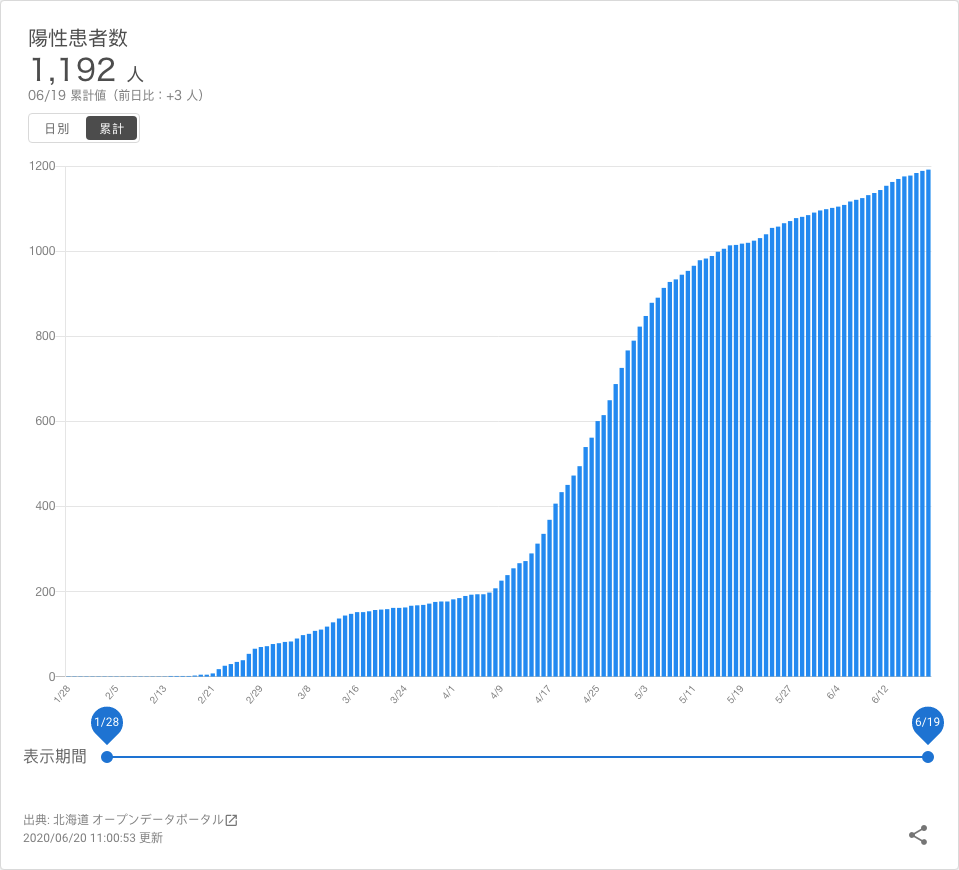 陽性患者数
1,192 人
06/19 累計値（前日比：+3 人）
日別 累計
1200
1000
800
600
400
200
0
1/28 2/5 2/13 2/21 2/29 3/8 3/16 3/24 4/1 4/9 4/17 4/25 5/3 5/11 5/19 5/27 6/4 6/12
1/28 6/19
表示期間
出典: 北海道 オープンデータポータル
2020/06/20 11:00:53 更新